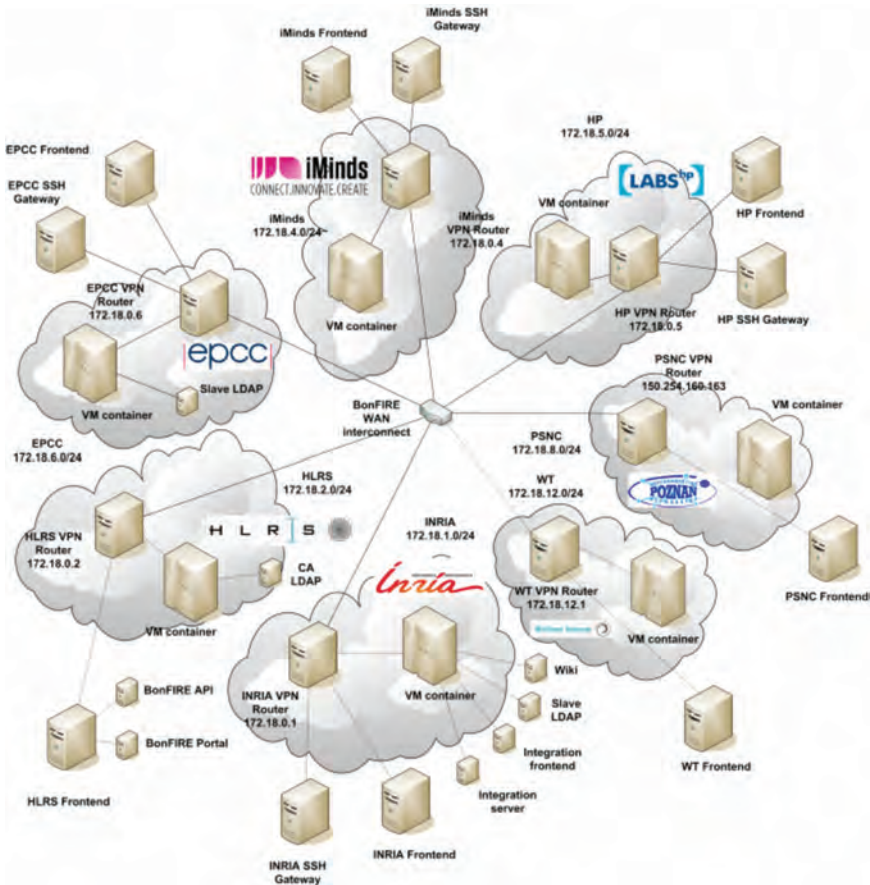 iMinds SSH
Gateway
iMinds Frontend
HP
172.18.5.0/24
EPCC Frontend
iMinds
CONNECT.INNOVATE.CREATE
LABS hp
EPCC SSH
Gateway
VM container
HP Frontend
iMinds
172.18.4.0/24
iMinds
VPN Router
172.18.0.4
EPCC VPN
Router
172.18.0.6
VM container
HP VPN Router
172.18.0.5
HP SSH Gateway
epcc
Slave LDAP
VM container
PSNC VPN
Router
150.254.160.163
VM container
BonFIRE
WAN
interconnect
EPCC
172.18.6.0/24
PSNC
172.18.8.0/24
POZNAN
HLRS
172.18.2.0/24
WT
172.18.12.0/24
HLRS VPN
Router
172.18.0.2
H L R I S
INRIA
172.18.1.0/24
CA
LDAP
Inria
WT VPN Router
172.18.12.1
PSNC Frontend
VM container
VM container
Wiki
BonFIRE API
INRIA VPN
Router
172.18.0.1
VM container
Slave
LDAP
BonFIRE Portal
Integration
frontend
WT Frontend
HLRS Frontend
Integration
server
INRIA SSH
Gateway
INRIA Frontend